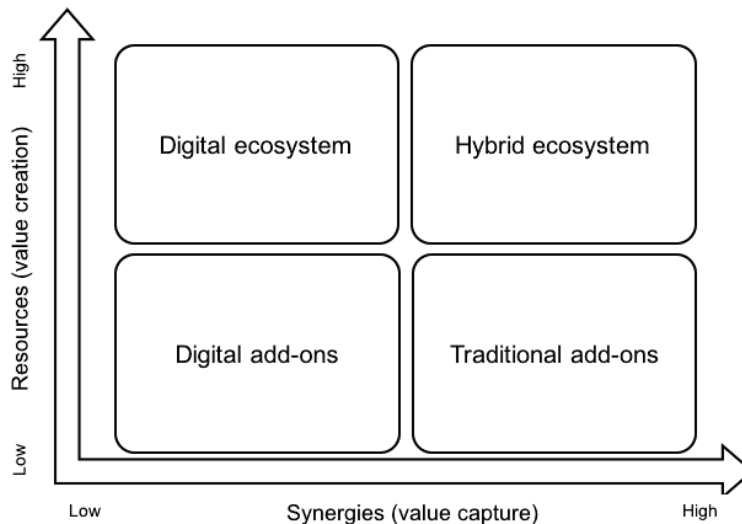 High
Digital ecosystem
Hybrid ecosystem
Resources (value creation)
Digital add-ons
Traditional add-ons
Low
Low
Synergies (value capture)
High